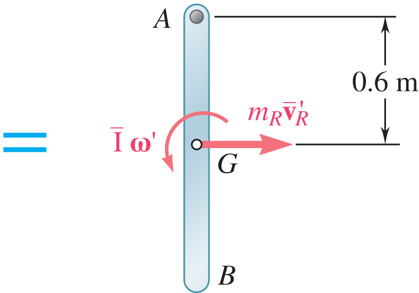 A
0.6 m
=
m_R v̄'_R
Ī ω'
G
B